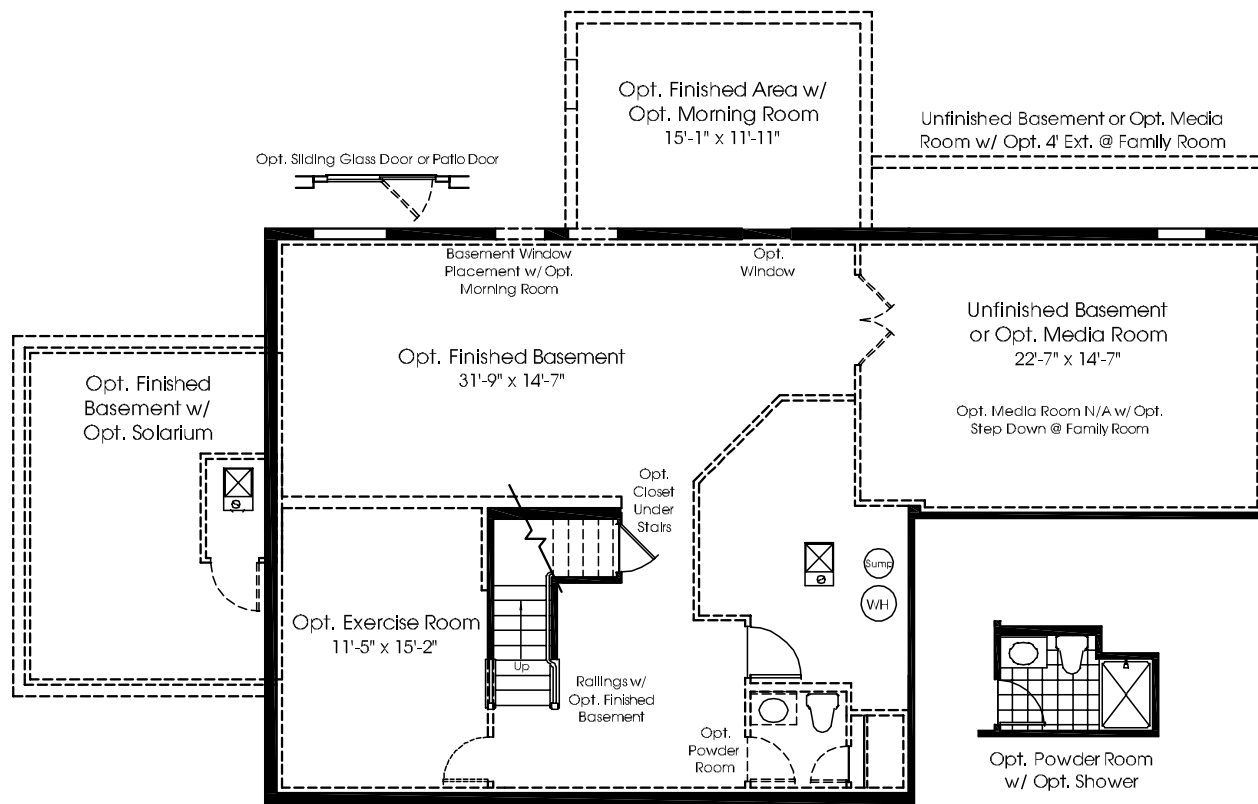 Opt. Finished Area w/
Opt. Morning Room
15'-1" x 11'-11"
Unfinished Basement or Opt. Media
Room w/ Opt. 4' Ext. @ Family Room
Opt. Sliding Glass Door or Patio Door
Basement Window
Placement w/ Opt.
Morning Room
Opt.
Window
Opt. Finished Basement
31'-9" x 14'-7"
Unfinished Basement
or Opt. Media Room
22'-7" x 14'-7"
Opt. Media Room N/A w/ Opt.
Step Down @ Family Room
Opt. Finished
Basement w/
Opt. Solarium
Opt.
Closet
Under
Stairs
Sump
WH
Opt. Exercise Room
11'-5" x 15'-2"
Up
Railings w/
Opt. Finished
Basement
Opt.
Powder
Room
Opt. Powder Room
w/ Opt. Shower